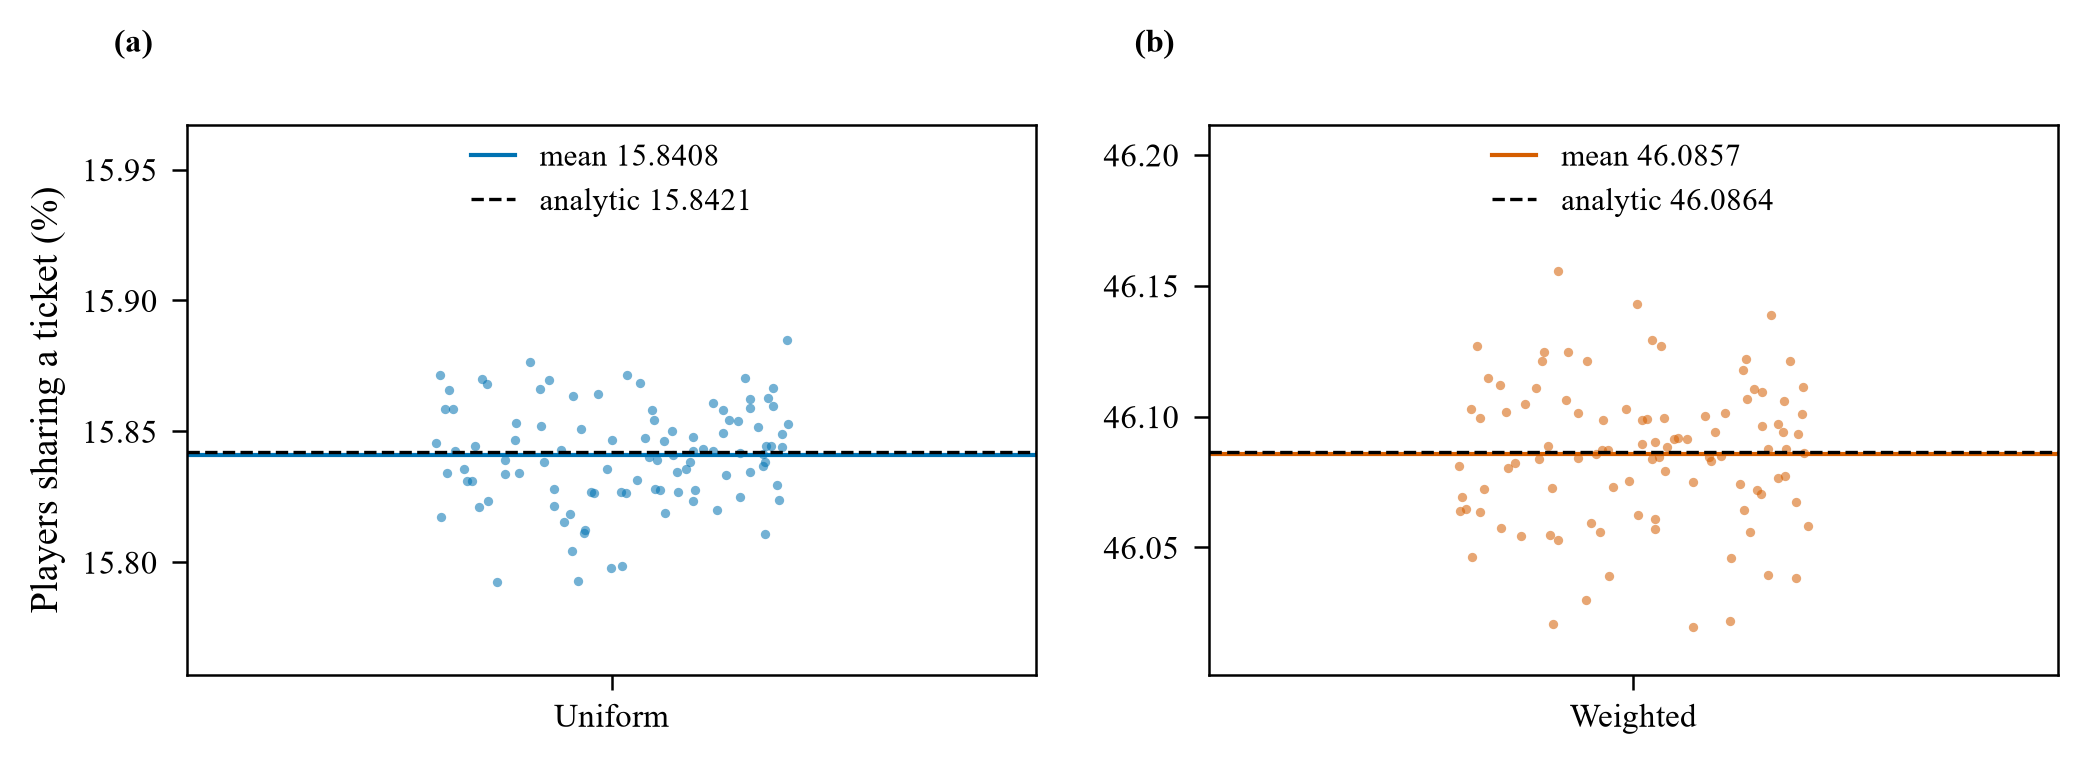 (a)
Players sharing a ticket (%)
15.95
15.90
15.85
15.80
mean 15.8408
analytic 15.8421
Uniform
(b)
46.20
46.15
46.10
46.05
mean 46.0857
analytic 46.0864
Weighted